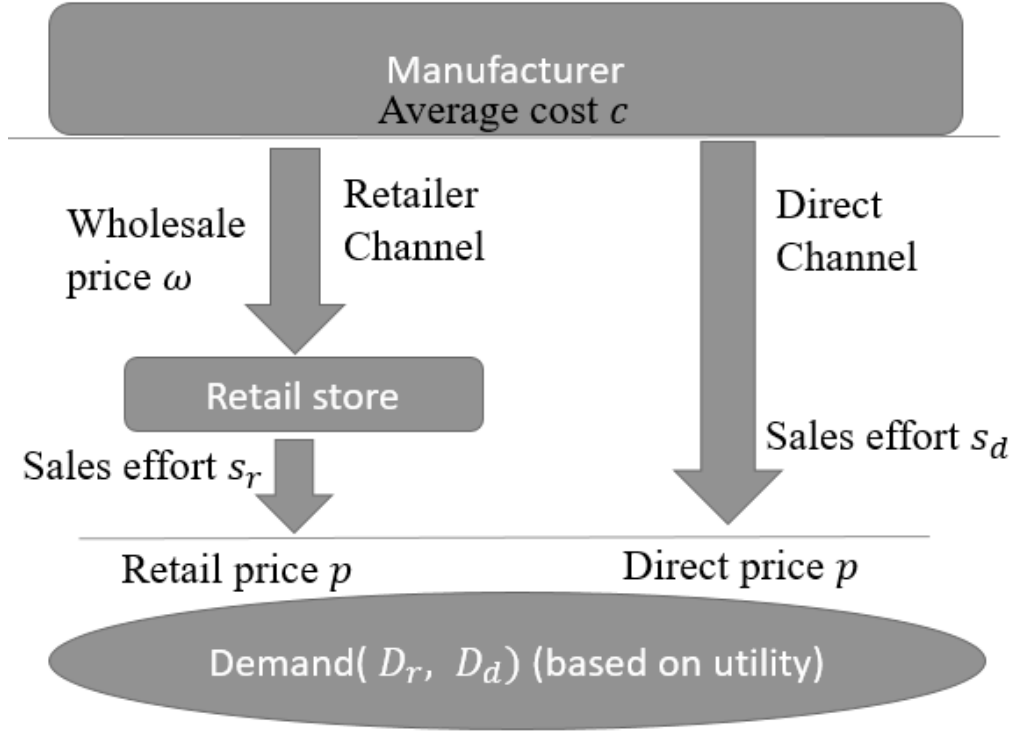 Manufacturer
Average cost c
Wholesale
price ω
Retailer
Channel
Direct
Channel
Retail store
Sales effort s_r
Sales effort s_d
Retail price p
Direct price p
Demand( D_r, D_d) (based on utility)